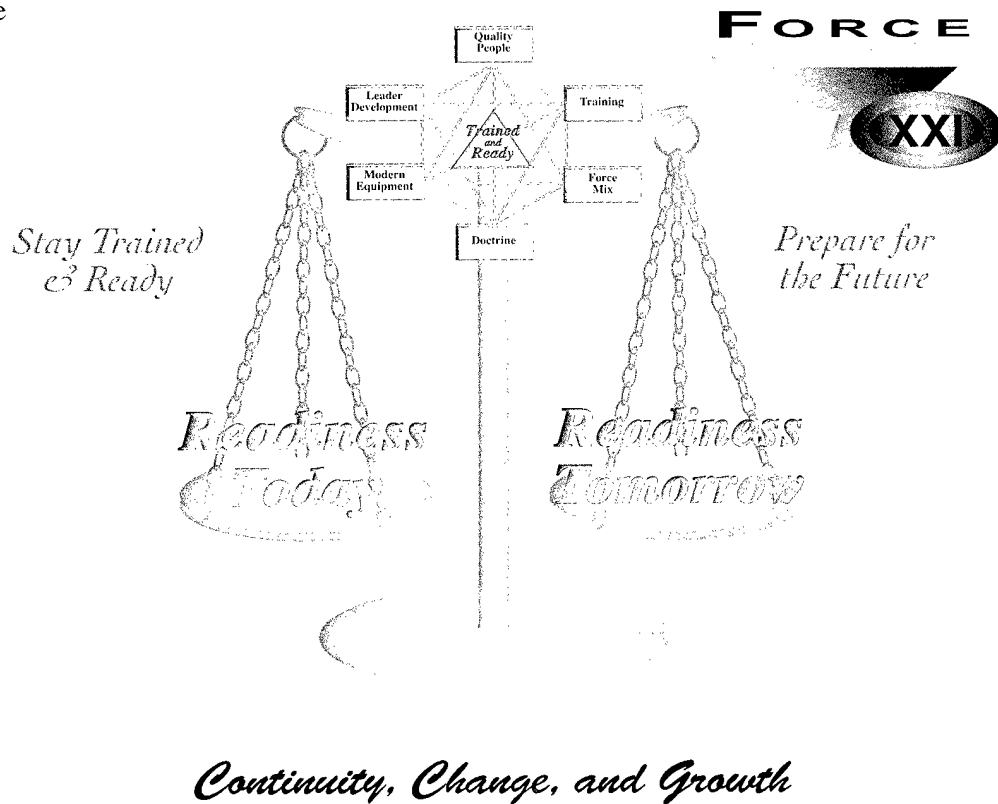 e
FORCE
XXI
Quality
People
Leader
Development
Training
Trained
and
Ready
Modern
Equipment
Force
Mix
Doctrine
Stay Trained
& Ready
Prepare for
the Future
Readiness
Today
Readiness
Tomorrow
Continuity, Change, and Growth